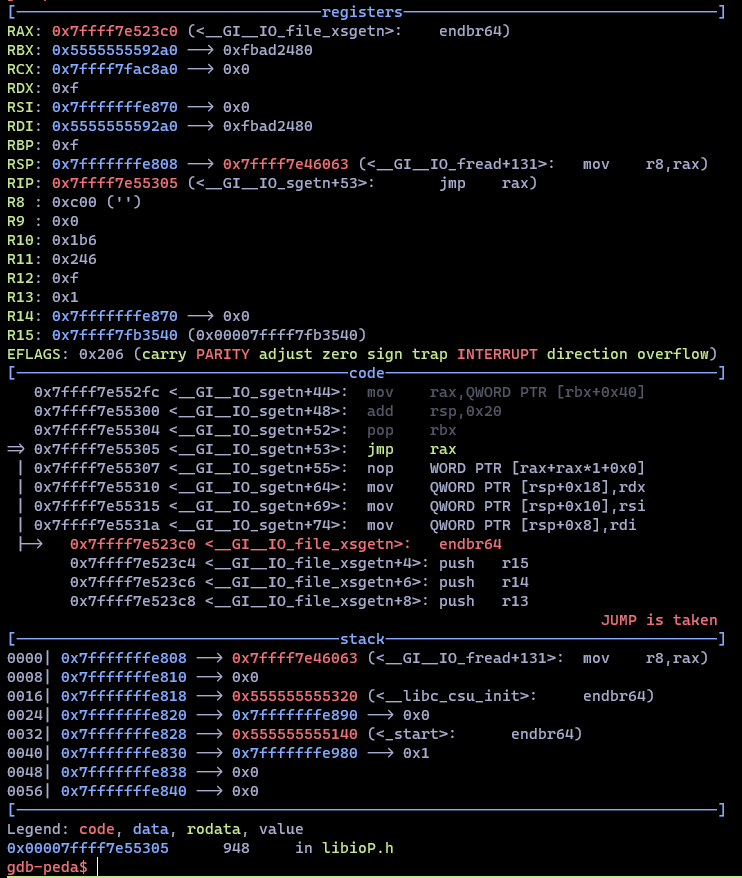 [───registers───]
RAX: 0x7ffff7e523c0 (<__GI__IO_file_xsgetn>:	endbr64)
RBX: 0x5555555592a0 --> 0xfbad2480
RCX: 0x7ffff7fac8a0 --> 0x0
RDX: 0xf
RSI: 0x7fffffffe870 --> 0x0
RDI: 0x5555555592a0 --> 0xfbad2480
RBP: 0xf
RSP: 0x7fffffffe808 --> 0x7ffff7e46063 (<__GI__IO_fread+131>:	mov    r8,rax)
RIP: 0x7ffff7e55305 (<__GI__IO_sgetn+53>:	jmp    rax)
R8 : 0xc00 ('')
R9 : 0x0
R10: 0x1b6
R11: 0x246
R12: 0xf
R13: 0x1
R14: 0x7fffffffe870 --> 0x0
R15: 0x7ffff7fb3540 (0x00007ffff7fb3540)
EFLAGS: 0x206 (carry PARITY adjust zero sign trap INTERRUPT direction overflow)
[───code───]
0x7ffff7e552fc <__GI__IO_sgetn+44>:	mov    rax,QWORD PTR [rbx+0x40]
0x7ffff7e55300 <__GI__IO_sgetn+48>:	add    rsp,0x20
0x7ffff7e55304 <__GI__IO_sgetn+52>:	pop    rbx
=> 0x7ffff7e55305 <__GI__IO_sgetn+53>:	jmp    rax
| 0x7ffff7e55307 <__GI__IO_sgetn+55>:	nop    WORD PTR [rax+rax*1+0x0]
| 0x7ffff7e55310 <__GI__IO_sgetn+64>:	mov    QWORD PTR [rsp+0x18],rdx
| 0x7ffff7e55315 <__GI__IO_sgetn+69>:	mov    QWORD PTR [rsp+0x10],rsi
| 0x7ffff7e5531a <__GI__IO_sgetn+74>:	mov    QWORD PTR [rsp+0x8],rdi
|-> 0x7ffff7e523c0 <__GI__IO_file_xsgetn>:	endbr64
0x7ffff7e523c4 <__GI__IO_file_xsgetn+4>:	push   r15
0x7ffff7e523c6 <__GI__IO_file_xsgetn+6>:	push   r14
0x7ffff7e523c8 <__GI__IO_file_xsgetn+8>:	push   r13
JUMP is taken
[───stack───]
0000| 0x7fffffffe808 --> 0x7ffff7e46063 (<__GI__IO_fread+131>:	mov    r8,rax)
0008| 0x7fffffffe810 --> 0x0
0016| 0x7fffffffe818 --> 0x555555555320 (<__libc_csu_init>:	endbr64)
0024| 0x7fffffffe820 --> 0x7fffffffe890 --> 0x0
0032| 0x7fffffffe828 --> 0x555555555140 (<_start>:	endbr64)
0040| 0x7fffffffe830 --> 0x7fffffffe980 --> 0x1
0048| 0x7fffffffe838 --> 0x0
0056| 0x7fffffffe840 --> 0x0
[───]
Legend: code, data, rodata, value
0x00007ffff7e55305	948	in libioP.h
gdb-peda$